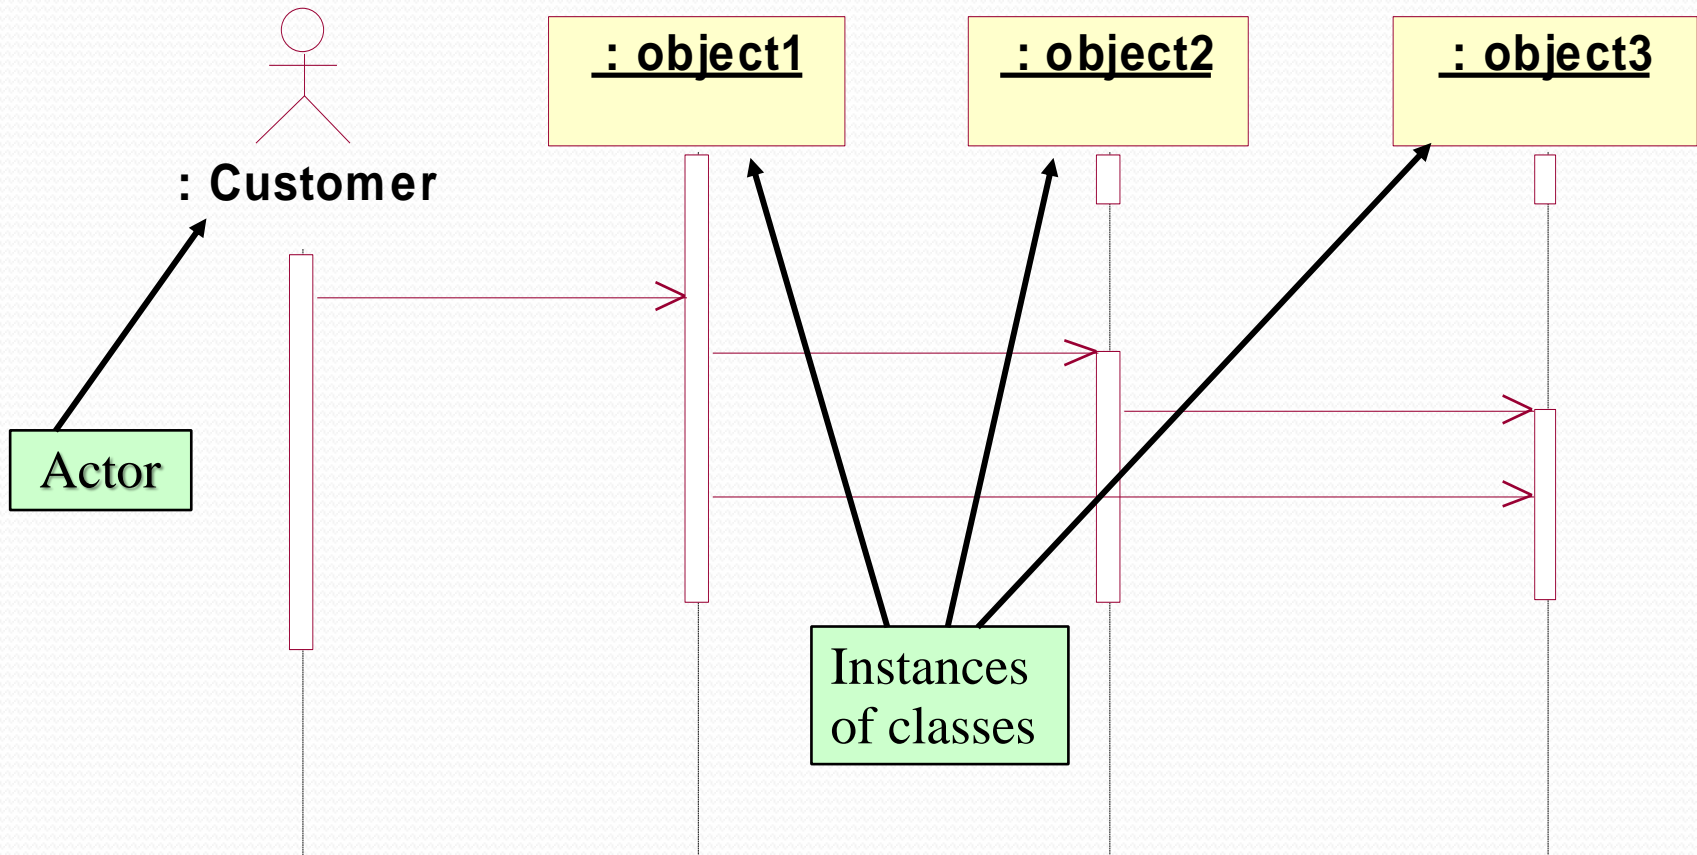 : object1
: object2
: object3
: Customer
Actor
Instances
of classes